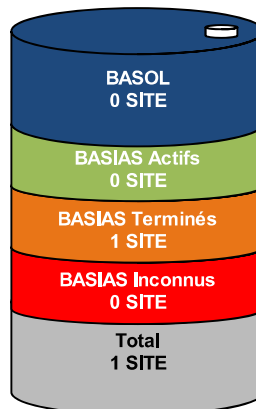 BASOL
0 SITE
BASIAS Actifs
0 SITE
BASIAS Terminés
1 SITE
BASIAS Inconnus
0 SITE
Total
1 SITE